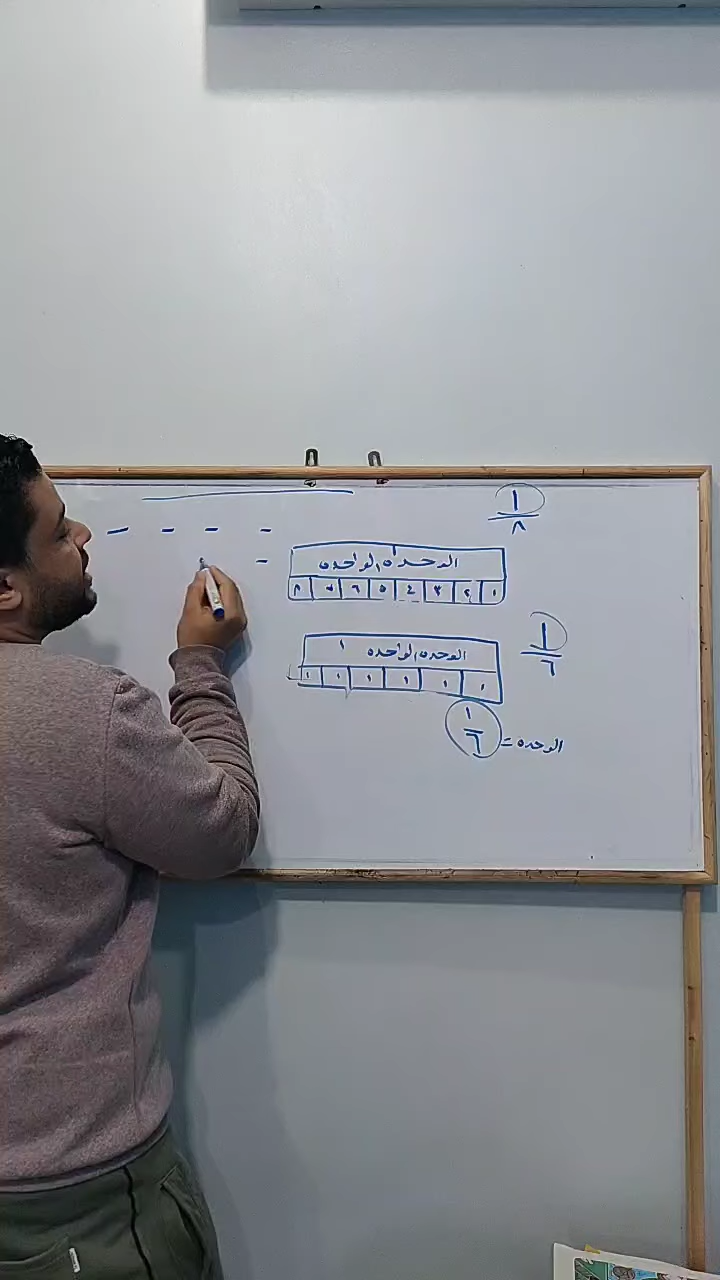 ١
٨
الوحده الواحده
١ ٢ ٣ ٤ ٥ ٦ ٧ ٨
١
٦
الوحده الواحده ١
١ ١ ١ ١ ١ ١
الوحده = ١
٦